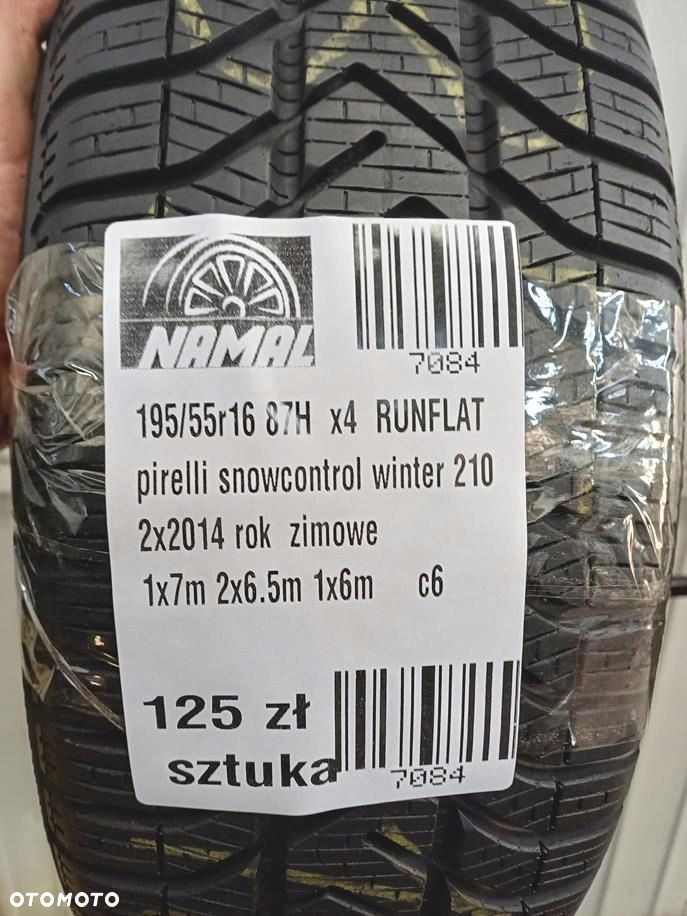 NAMAL
7084
195/55r16 87H x4 RUNFLAT
pirelli snowcontrol winter 210
2x2014 rok zimowe
1x7m 2x6.5m 1x6m c6
125 zł
sztuka
7084
OTOMOTO